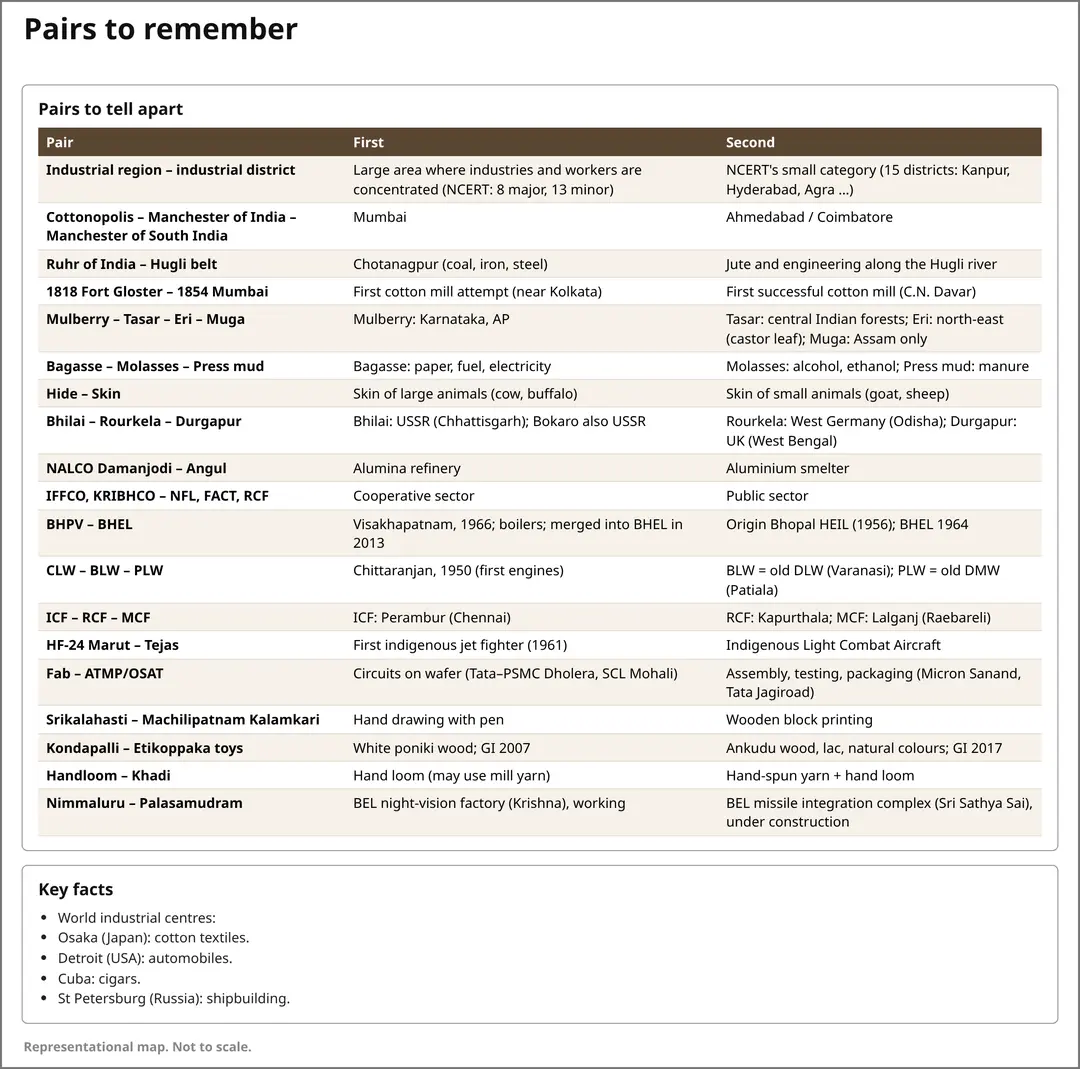 Pairs to remember
Pairs to tell apart
Pair First Second
Industrial region – industrial district Large area where industries and workers are concentrated (NCERT: 8 major, 13 minor) NCERT's small category (15 districts: Kanpur, Hyderabad, Agra ...)
Cottonopolis – Manchester of India – Manchester of South India Mumbai Ahmedabad / Coimbatore
Ruhr of India – Hugli belt Chotanagpur (coal, iron, steel) Jute and engineering along the Hugli river
1818 Fort Gloster – 1854 Mumbai First cotton mill attempt (near Kolkata) First successful cotton mill (C.N. Davar)
Mulberry – Tasar – Eri – Muga Mulberry: Karnataka, AP Tasar: central Indian forests; Eri: north-east (castor leaf); Muga: Assam only
Bagasse – Molasses – Press mud Bagasse: paper, fuel, electricity Molasses: alcohol, ethanol; Press mud: manure
Hide – Skin Skin of large animals (cow, buffalo) Skin of small animals (goat, sheep)
Bhilai – Rourkela – Durgapur Bhilai: USSR (Chhattisgarh); Bokaro also USSR Rourkela: West Germany (Odisha); Durgapur: UK (West Bengal)
NALCO Damanjodi – Angul Alumina refinery Aluminium smelter
IFFCO, KRIBHCO – NFL, FACT, RCF Cooperative sector Public sector
BHPV – BHEL Visakhapatnam, 1966; boilers; merged into BHEL in 2013 Origin Bhopal HEIL (1956); BHEL 1964
CLW – BLW – PLW Chittaranjan, 1950 (first engines) BLW = old DLW (Varanasi); PLW = old DMW (Patiala)
ICF – RCF – MCF ICF: Perambur (Chennai) RCF: Kapurthala; MCF: Lalganj (Raebareli)
HF-24 Marut – Tejas First indigenous jet fighter (1961) Indigenous Light Combat Aircraft
Fab – ATMP/OSAT Circuits on wafer (Tata–PSMC Dholera, SCL Mohali) Assembly, testing, packaging (Micron Sanand, Tata Jagiroad)
Srikalahasti – Machilipatnam Kalamkari Hand drawing with pen Wooden block printing
Kondapalli – Etikoppaka toys White poniki wood; GI 2007 Ankudu wood, lac, natural colours; GI 2017
Handloom – Khadi Hand loom (may use mill yarn) Hand-spun yarn + hand loom
Nimmaluru – Palasamudram BEL night-vision factory (Krishna), working BEL missile integration complex (Sri Sathya Sai), under construction
Key facts
• World industrial centres:
• Osaka (Japan): cotton textiles.
• Detroit (USA): automobiles.
• Cuba: cigars.
• St Petersburg (Russia): shipbuilding.
Representational map. Not to scale.